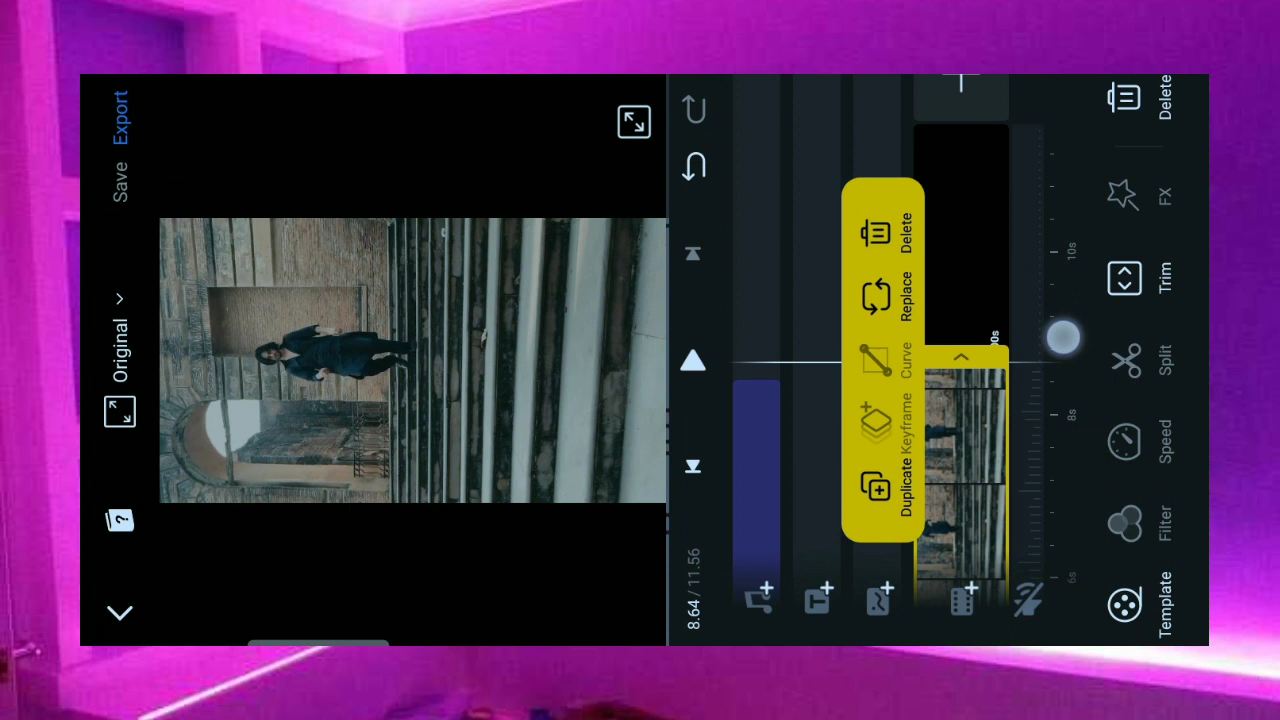 Original
Save
Export
8.64 / 11.56
Duplicate
Keyframe
Curve
Replace
Delete
6s
8s
10s
Template
Filter
Speed
Split
Trim
FX
Delete